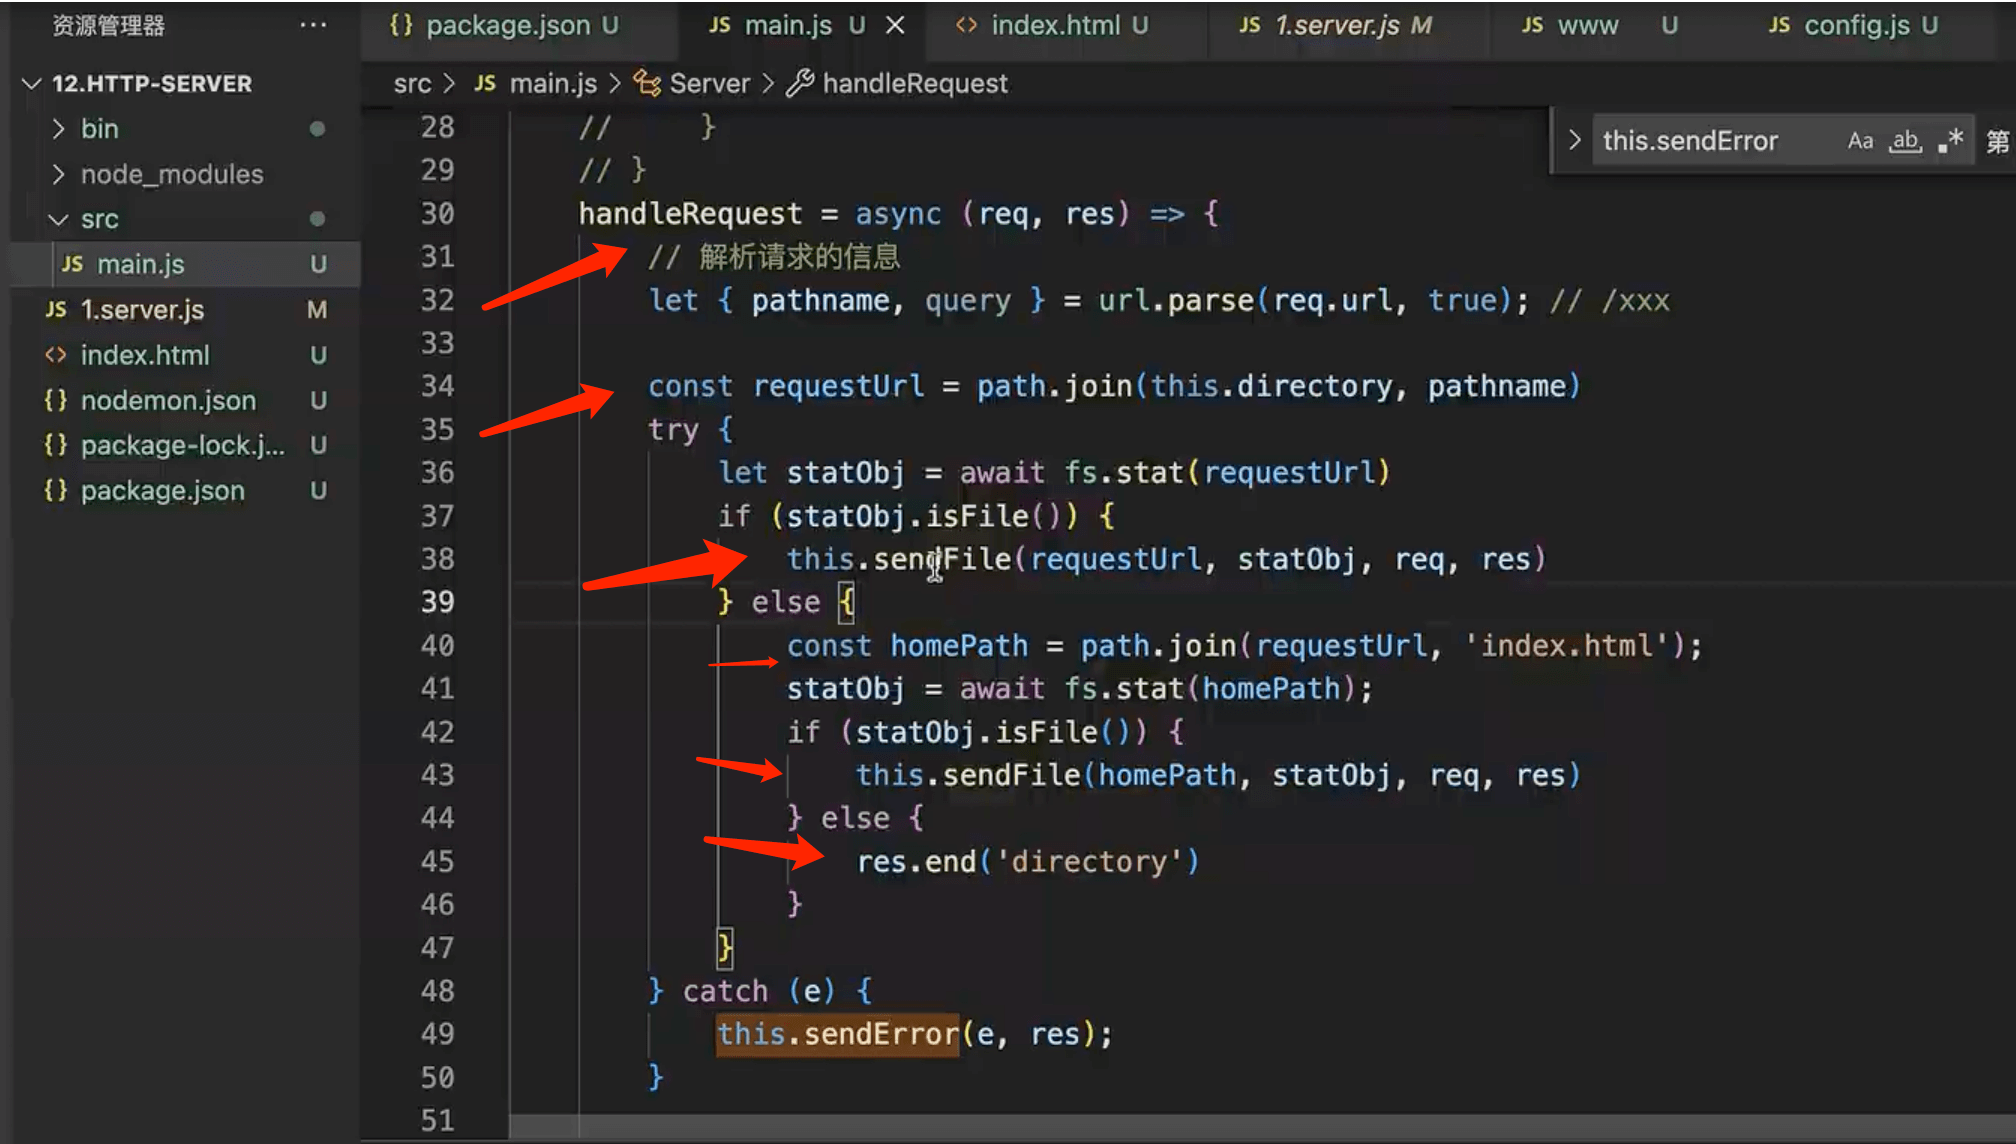 资源管理器 ...
{} package.json U
JS main.js U ×
<> index.html U
JS 1.server.js M
JS www U
JS config.js U
12.HTTP-SERVER
bin
node_modules
src
JS main.js U
JS 1.server.js M
<> index.html U
{} nodemon.json U
{} package-lock.j... U
{} package.json U
src > JS main.js > Server > handleRequest
this.sendError Aa ab .* 第
28 // }
29 // }
30 handleRequest = async (req, res) => {
31 // 解析请求的信息
32 let { pathname, query } = url.parse(req.url, true); // /xxx
33
34 const requestUrl = path.join(this.directory, pathname)
35 try {
36 let statObj = await fs.stat(requestUrl)
37 if (statObj.isFile()) {
38 this.sendFile(requestUrl, statObj, req, res)
39 } else {
40 const homePath = path.join(requestUrl, 'index.html');
41 statObj = await fs.stat(homePath);
42 if (statObj.isFile()) {
43 this.sendFile(homePath, statObj, req, res)
44 } else {
45 res.end('directory')
46 }
47 }
48 } catch (e) {
49 this.sendError(e, res);
50 }
51